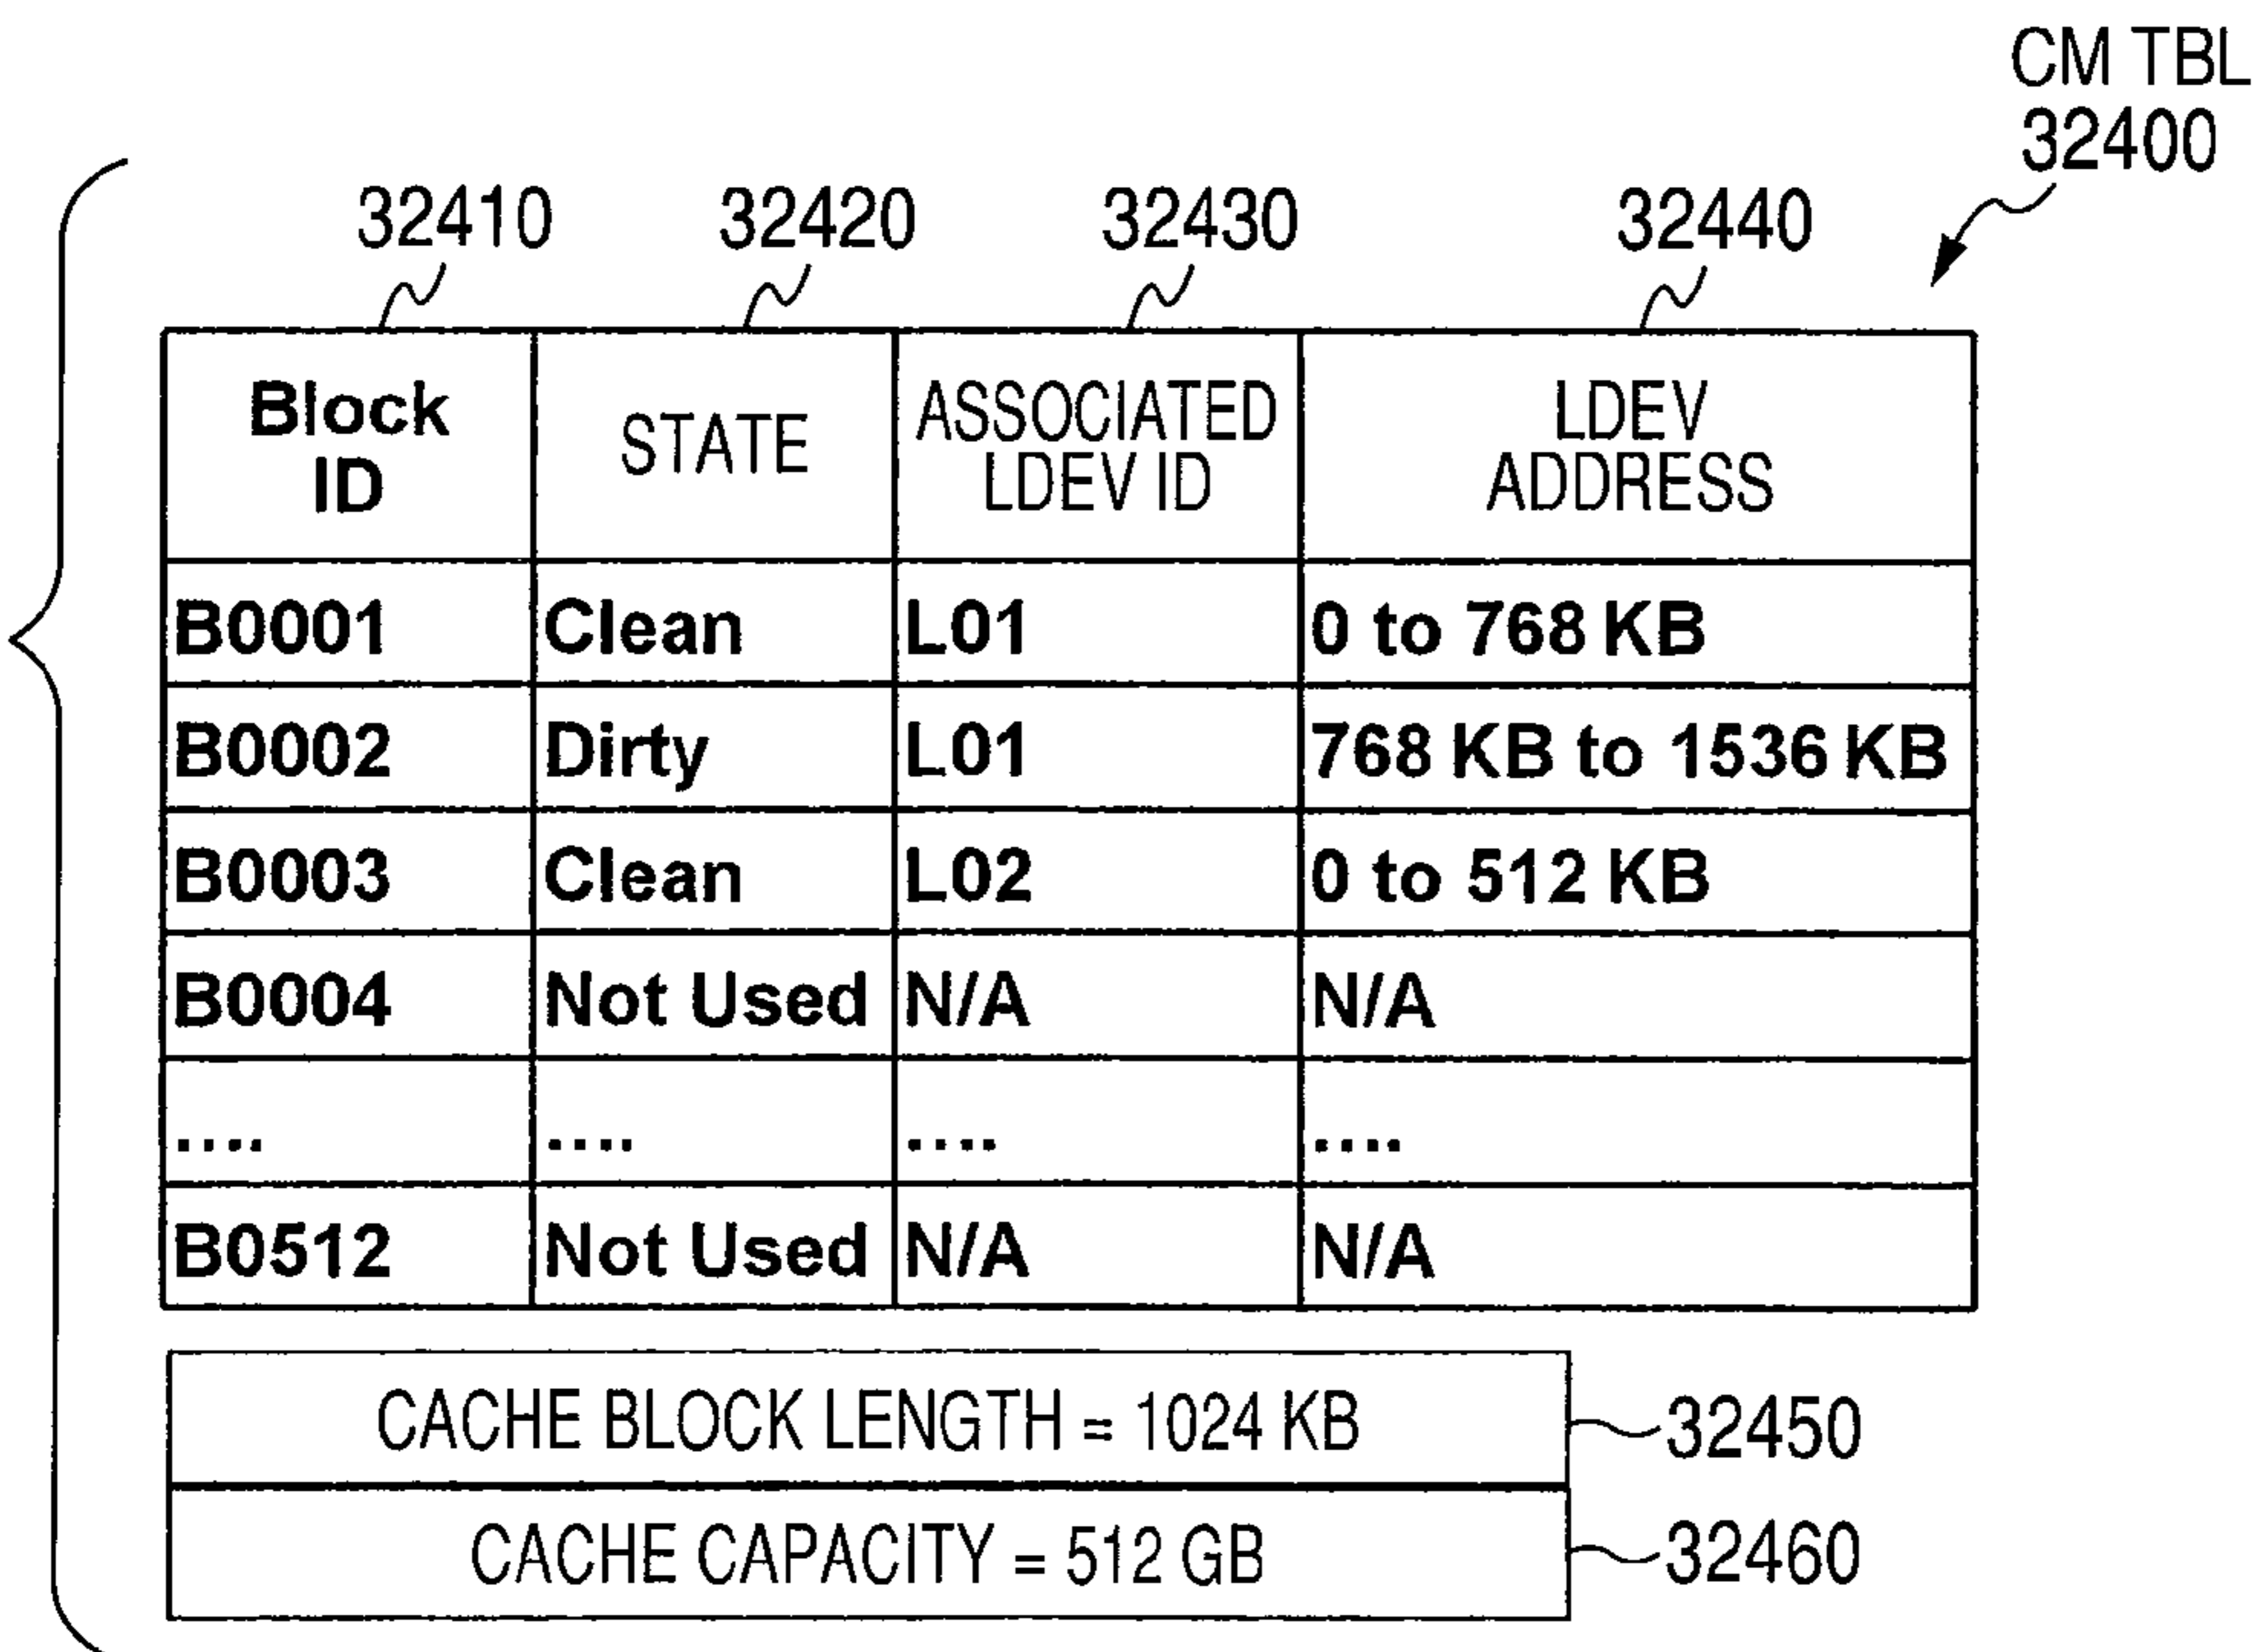 CM TBL
32400
32410 32420 32430 32440
Block ID STATE ASSOCIATED LDEV ID LDEV ADDRESS
B0001 Clean L01 0 to 768 KB
B0002 Dirty L01 768 KB to 1536 KB
B0003 Clean L02 0 to 512 KB
B0004 Not Used N/A N/A
.... .... .... ....
B0512 Not Used N/A N/A
CACHE BLOCK LENGTH = 1024 KB 32450
CACHE CAPACITY = 512 GB 32460